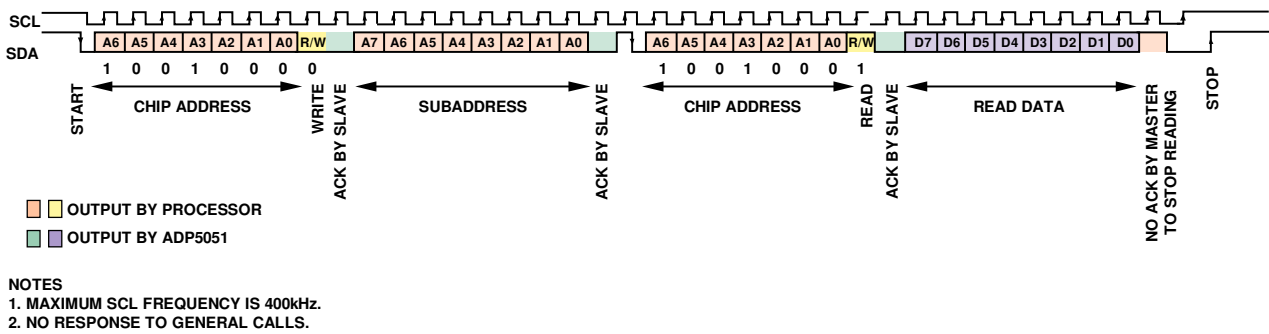 SCL
SDA
A6 A5 A4 A3 A2 A1 A0 R/W A7 A6 A5 A4 A3 A2 A1 A0 A6 A5 A4 A3 A2 A1 A0 R/W D7 D6 D5 D4 D3 D2 D1 D0
1 0 0 1 0 0 0 0 1 0 0 1 0 0 0 1
START
CHIP ADDRESS
WRITE
ACK BY SLAVE
SUBADDRESS
ACK BY SLAVE
CHIP ADDRESS
READ
ACK BY SLAVE
READ DATA
NO ACK BY MASTER
TO STOP READING
STOP
OUTPUT BY PROCESSOR
OUTPUT BY ADP5051
NOTES
1. MAXIMUM SCL FREQUENCY IS 400kHz.
2. NO RESPONSE TO GENERAL CALLS.